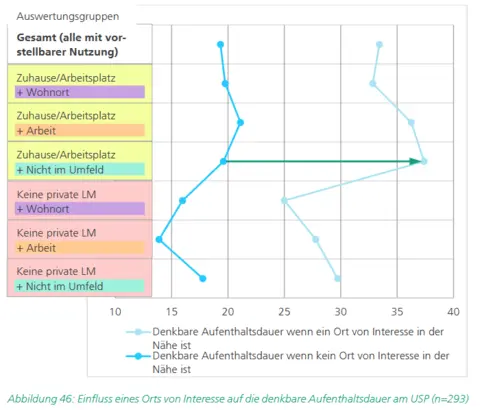 Auswertungsgruppen
Gesamt (alle mit vor-
stellbarer Nutzung)
Zuhause/Arbeitsplatz
+ Wohnort
Zuhause/Arbeitsplatz
+ Arbeit
Zuhause/Arbeitsplatz
+ Nicht im Umfeld
Keine private LM
+ Wohnort
Keine private LM
+ Arbeit
Keine private LM
+ Nicht im Umfeld
10 15 20 25 30 35 40
Denkbare Aufenthaltsdauer wenn ein Ort von Interesse in der
Nähe ist
Denkbare Aufenthaltsdauer wenn kein Ort von Interesse in der
Nähe ist
Abbildung 46: Einfluss eines Orts von Interesse auf die denkbare Aufenthaltsdauer am USP (n=293)